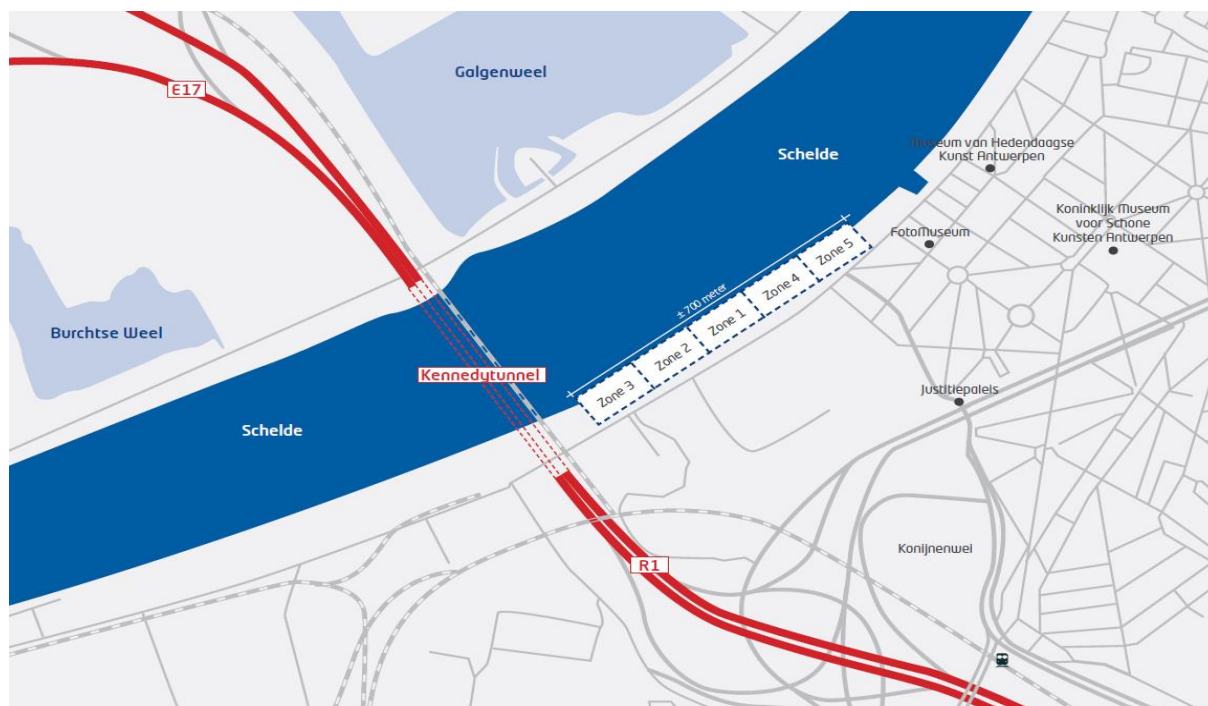 Galgenweel
E17
Schelde
Museum van Hedendaagse
Kunst Antwerpen
Koninklijk Museum
voor Schone
Kunsten Antwerpen
FotoMuseum
Zone 5
Zone 4
±700 meter
Zone 1
Zone 2
Zone 3
Burchtse Weel
Kennedytunnel
Justitiepaleis
Schelde
Konijnenwei
R1